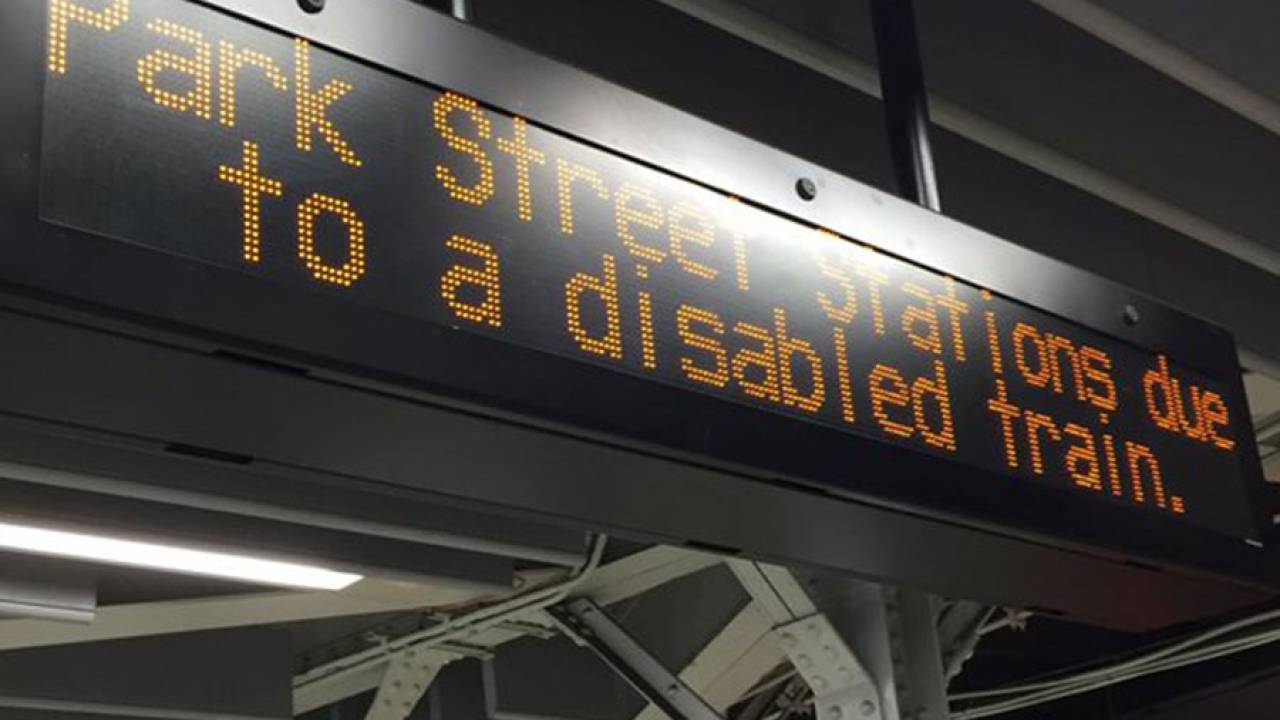 Park Street Stations due
to a disabled train.